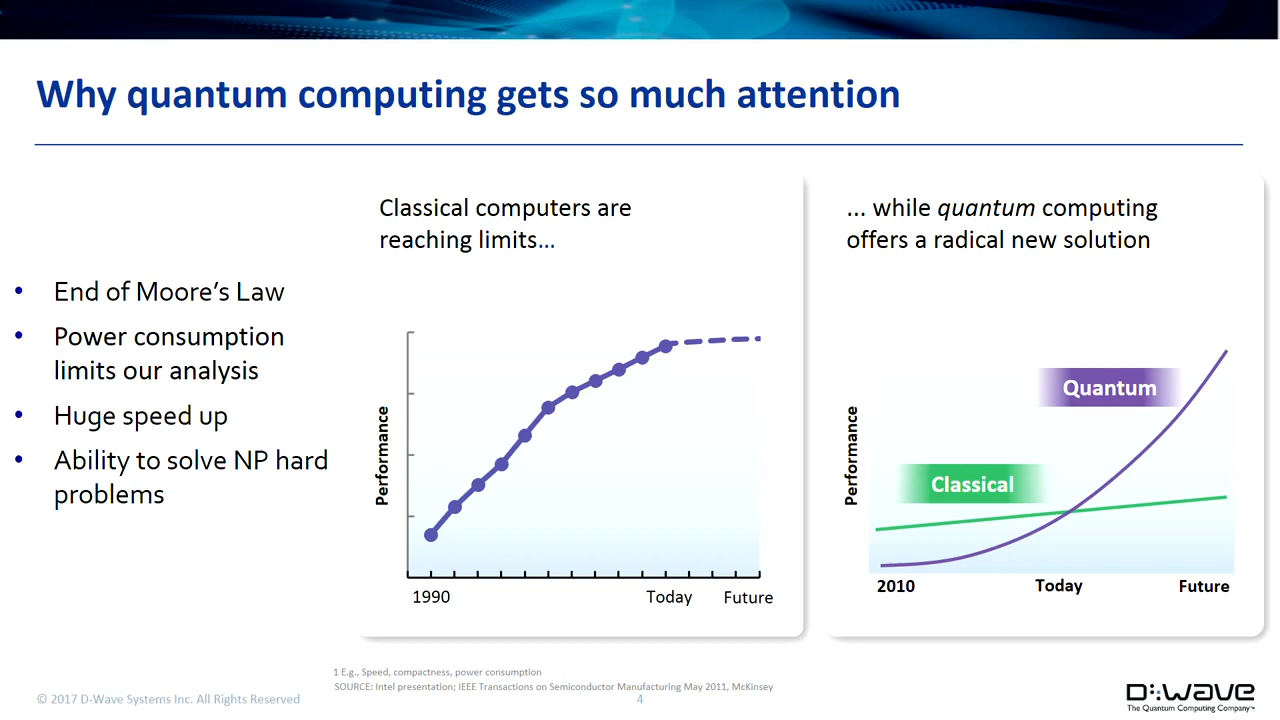 Why quantum computing gets so much attention
• End of Moore's Law
• Power consumption
limits our analysis
• Huge speed up
• Ability to solve NP hard
problems
Classical computers are
reaching limits...
Performance
1990
Today
Future
... while quantum computing
offers a radical new solution
Performance
Quantum
Classical
2010
Today
Future
1 E.g., Speed, compactness, power consumption
SOURCE: Intel presentation; IEEE Transactions on Semiconductor Manufacturing May 2011, McKinsey
© 2017 D-Wave Systems Inc. All Rights Reserved
4
D:wave
The Quantum Computing Company™